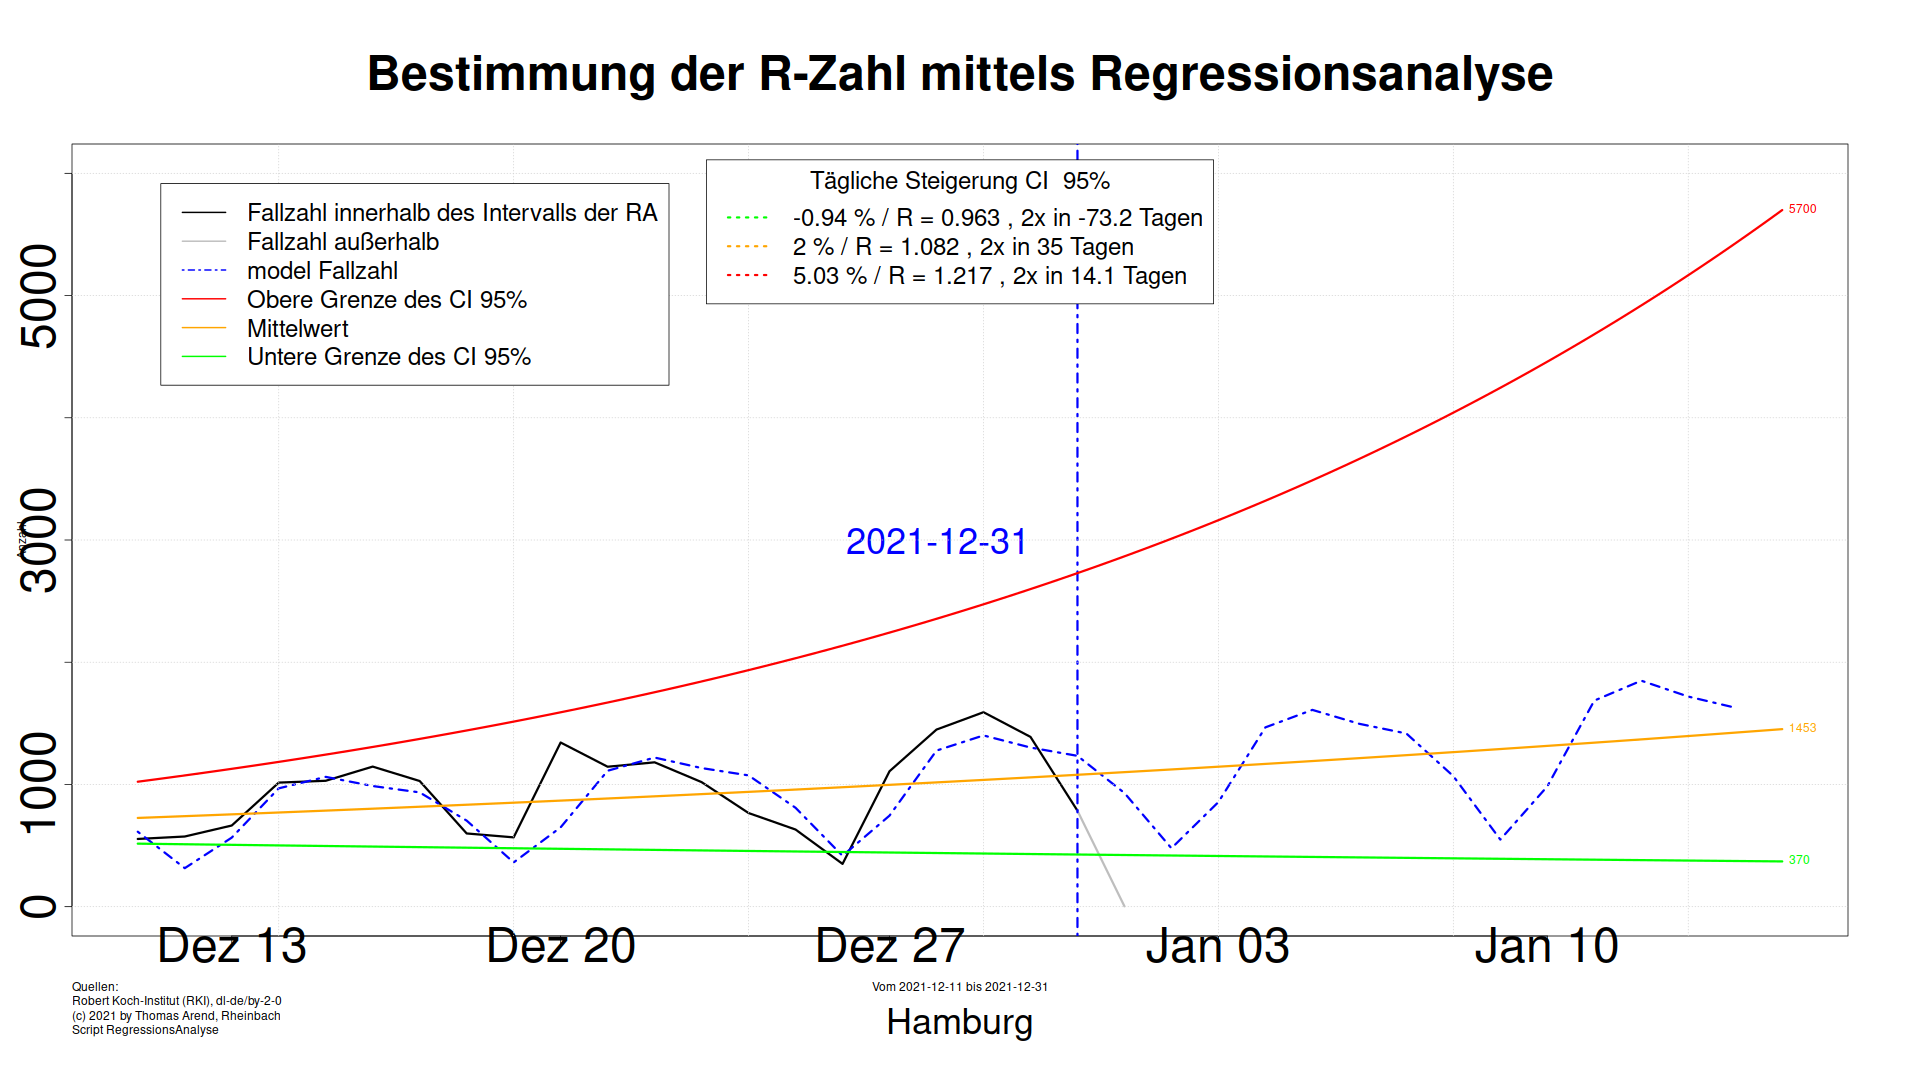 Bestimmung der R-Zahl mittels Regressionsanalyse
Fallzahl innerhalb des Intervalls der RA
Fallzahl außerhalb
model Fallzahl
Obere Grenze des CI 95%
Mittelwert
Untere Grenze des CI 95%
Tägliche Steigerung CI 95%
-0.94 % / R = 0.963 , 2x in -73.2 Tagen
2 % / R = 1.082 , 2x in 35 Tagen
5.03 % / R = 1.217 , 2x in 14.1 Tagen
5700
5000
3000
Anzahl
2021-12-31
1000
1453
370
0
Dez 13 Dez 20 Dez 27 Jan 03 Jan 10
Quellen:
Robert Koch-Institut (RKI), dl-de/by-2-0
(c) 2021 by Thomas Arend, Rheinbach
Script RegressionsAnalyse
Vom 2021-12-11 bis 2021-12-31
Hamburg